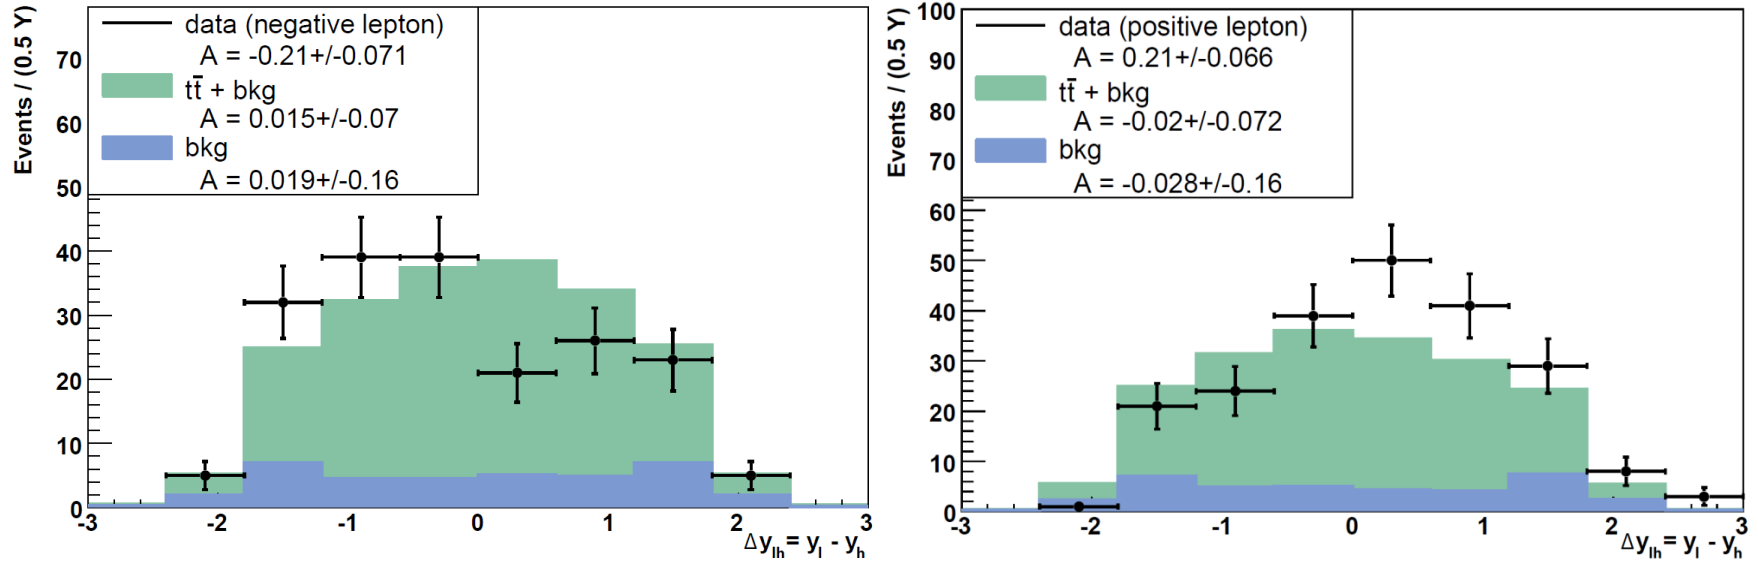 Events / (0.5 Y)
data (negative lepton)
A = -0.21+/-0.071
tt̄ + bkg
A = 0.015+/-0.07
bkg
A = 0.019+/-0.16
70
60
50
40
30
20
10
0
-3 -2 -1 0 1 2 3
Δy_lh = y_l - y_h
Events / (0.5 Y)
data (positive lepton)
A = 0.21+/-0.066
tt̄ + bkg
A = -0.02+/-0.072
bkg
A = -0.028+/-0.16
100
90
80
70
60
50
40
30
20
10
0
-3 -2 -1 0 1 2 3
Δy_lh = y_l - y_h